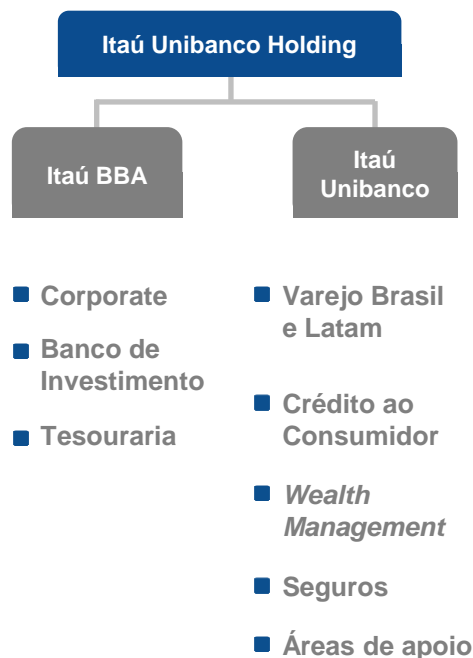 Itaú Unibanco Holding
Itaú BBA
Itaú
Unibanco
Corporate
Banco de
Investimento
Tesouraria
Varejo Brasil
e Latam
Crédito ao
Consumidor
Wealth
Management
Seguros
Áreas de apoio